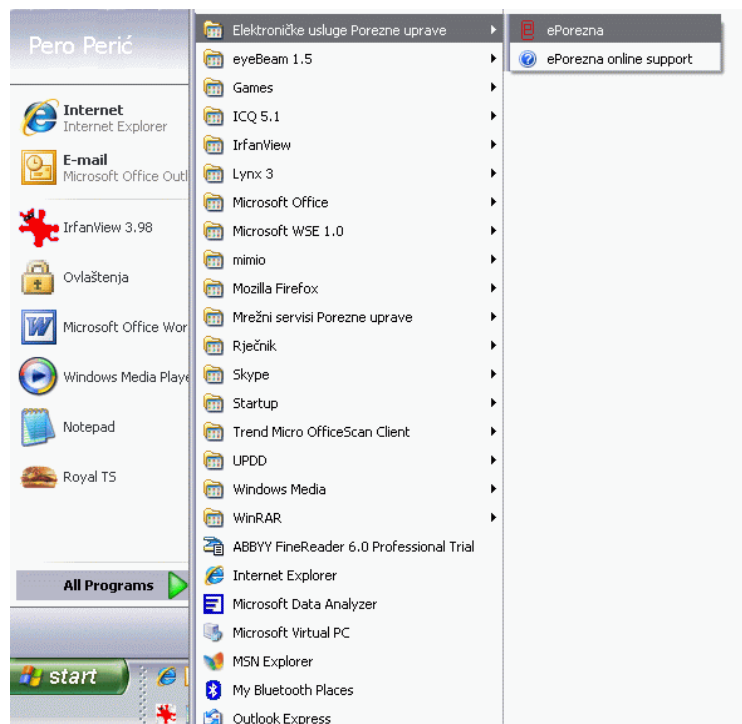 Pero Perić
Internet
Internet Explorer
E-mail
Microsoft Office Outl
IrfanView 3.98
Ovlaštenja
Microsoft Office Wor
Windows Media Playe
Notepad
Royal TS
All Programs
start
Elektroničke usluge Porezne uprave
eyeBeam 1.5
Games
ICQ 5.1
IrfanView
Lynx 3
Microsoft Office
Microsoft WSE 1.0
mimio
Mozilla Firefox
Mrežni servisi Porezne uprave
Rječnik
Skype
Startup
Trend Micro OfficeScan Client
UPDD
Windows Media
WinRAR
ABBYY FineReader 6.0 Professional Trial
Internet Explorer
Microsoft Data Analyzer
Microsoft Virtual PC
MSN Explorer
My Bluetooth Places
Outlook Express
ePorezna
ePorezna online support